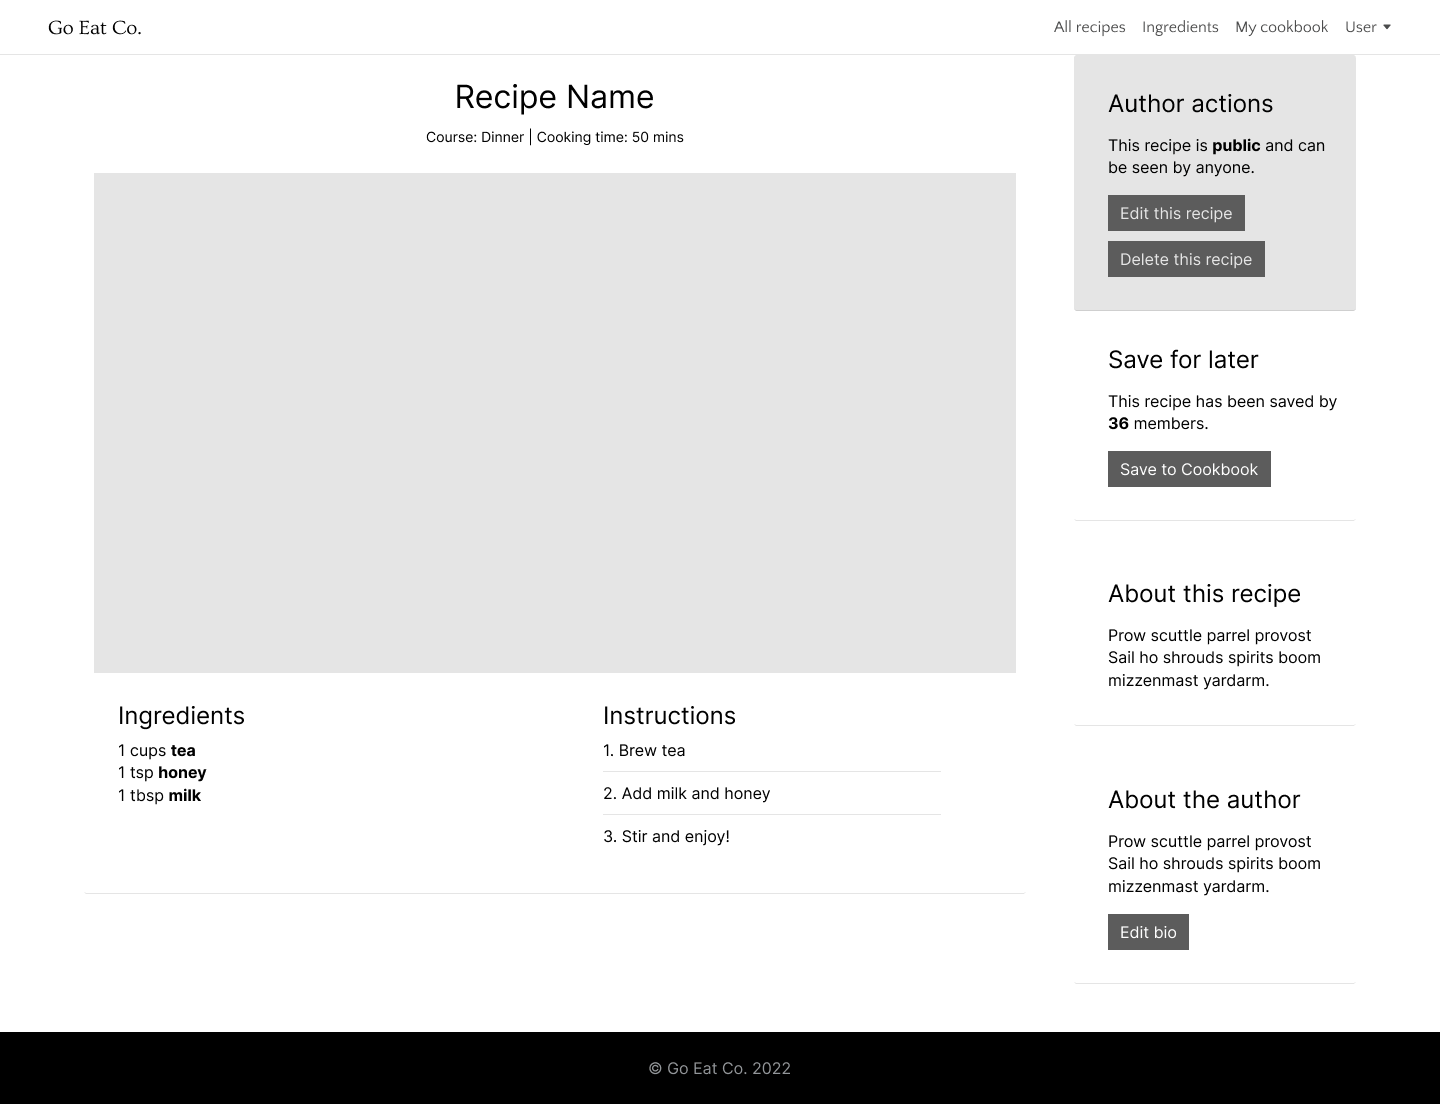 Go Eat Co.
All recipes Ingredients My cookbook User
Recipe Name
Course: Dinner | Cooking time: 50 mins
Ingredients
1 cups tea
1 tsp honey
1 tbsp milk
Instructions
1. Brew tea
2. Add milk and honey
3. Stir and enjoy!
Author actions
This recipe is public and can
be seen by anyone.
Edit this recipe
Delete this recipe
Save for later
This recipe has been saved by
36 members.
Save to Cookbook
About this recipe
Prow scuttle parrel provost
Sail ho shrouds spirits boom
mizzenmast yardarm.
About the author
Prow scuttle parrel provost
Sail ho shrouds spirits boom
mizzenmast yardarm.
Edit bio
© Go Eat Co. 2022